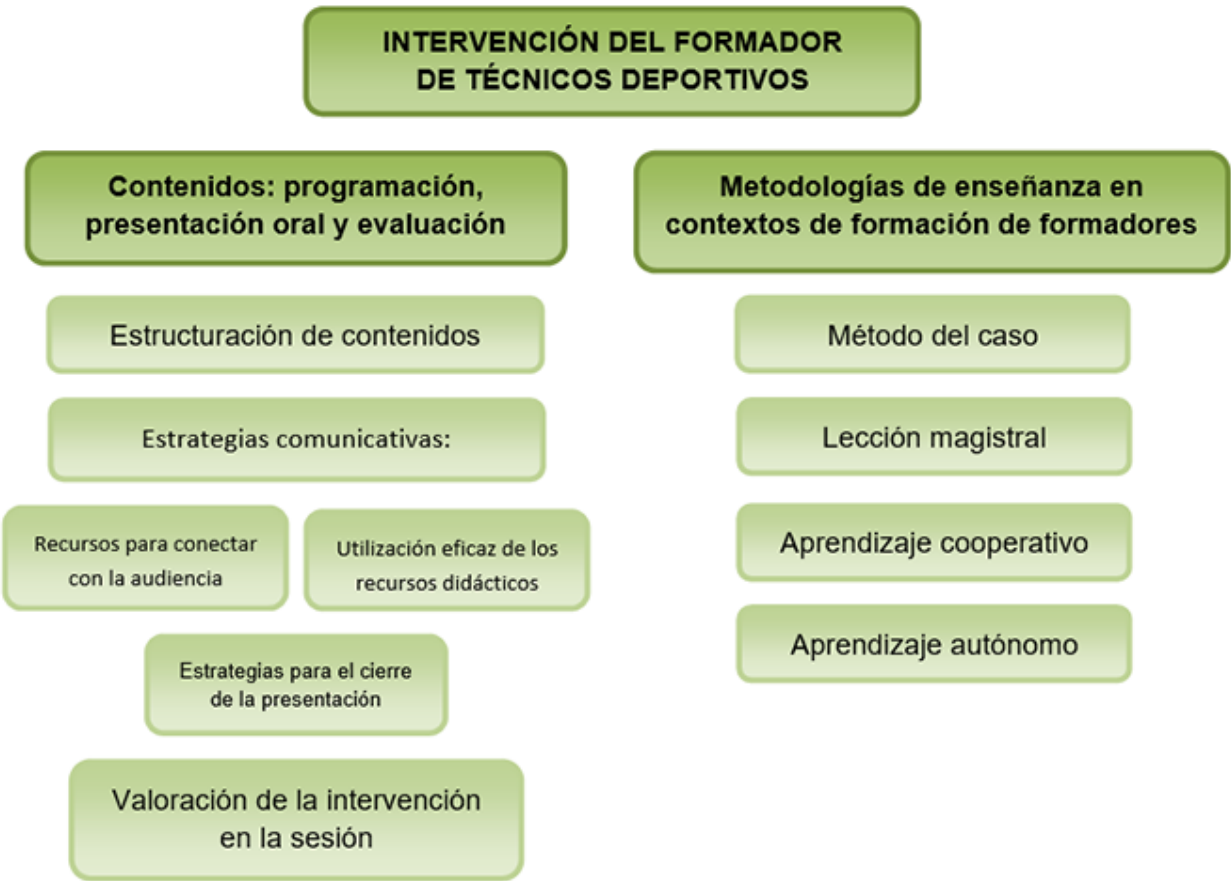 INTERVENCIÓN DEL FORMADOR
DE TÉCNICOS DEPORTIVOS
Contenidos: programación,
presentación oral y evaluación
Estructuración de contenidos
Estrategias comunicativas:
Recursos para conectar
con la audiencia
Utilización eficaz de los
recursos didácticos
Estrategias para el cierre
de la presentación
Valoración de la intervención
en la sesión
Metodologías de enseñanza en
contextos de formación de formadores
Método del caso
Lección magistral
Aprendizaje cooperativo
Aprendizaje autónomo